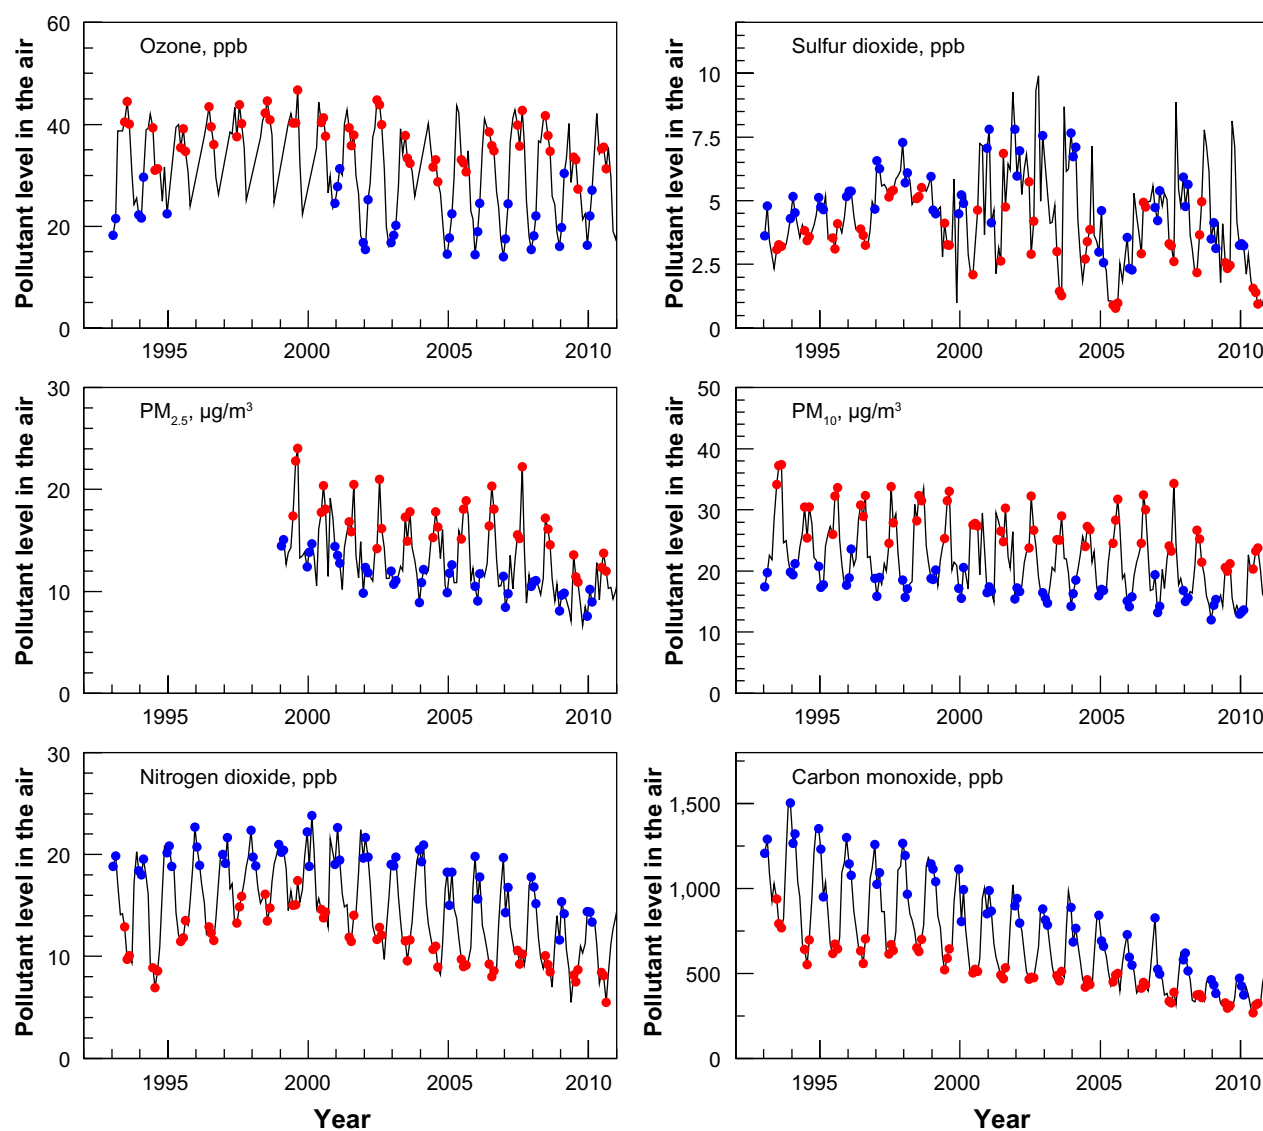 Ozone, ppb
Pollutant level in the air
60
40
20
0
1995 2000 2005 2010
Sulfur dioxide, ppb
Pollutant level in the air
10
7.5
5
2.5
0
1995 2000 2005 2010
PM2.5, µg/m3
Pollutant level in the air
30
20
10
0
1995 2000 2005 2010
PM10, µg/m3
Pollutant level in the air
50
40
30
20
10
0
1995 2000 2005 2010
Nitrogen dioxide, ppb
Pollutant level in the air
30
20
10
0
1995 2000 2005 2010
Year
Carbon monoxide, ppb
Pollutant level in the air
1,500
1,000
500
0
1995 2000 2005 2010
Year